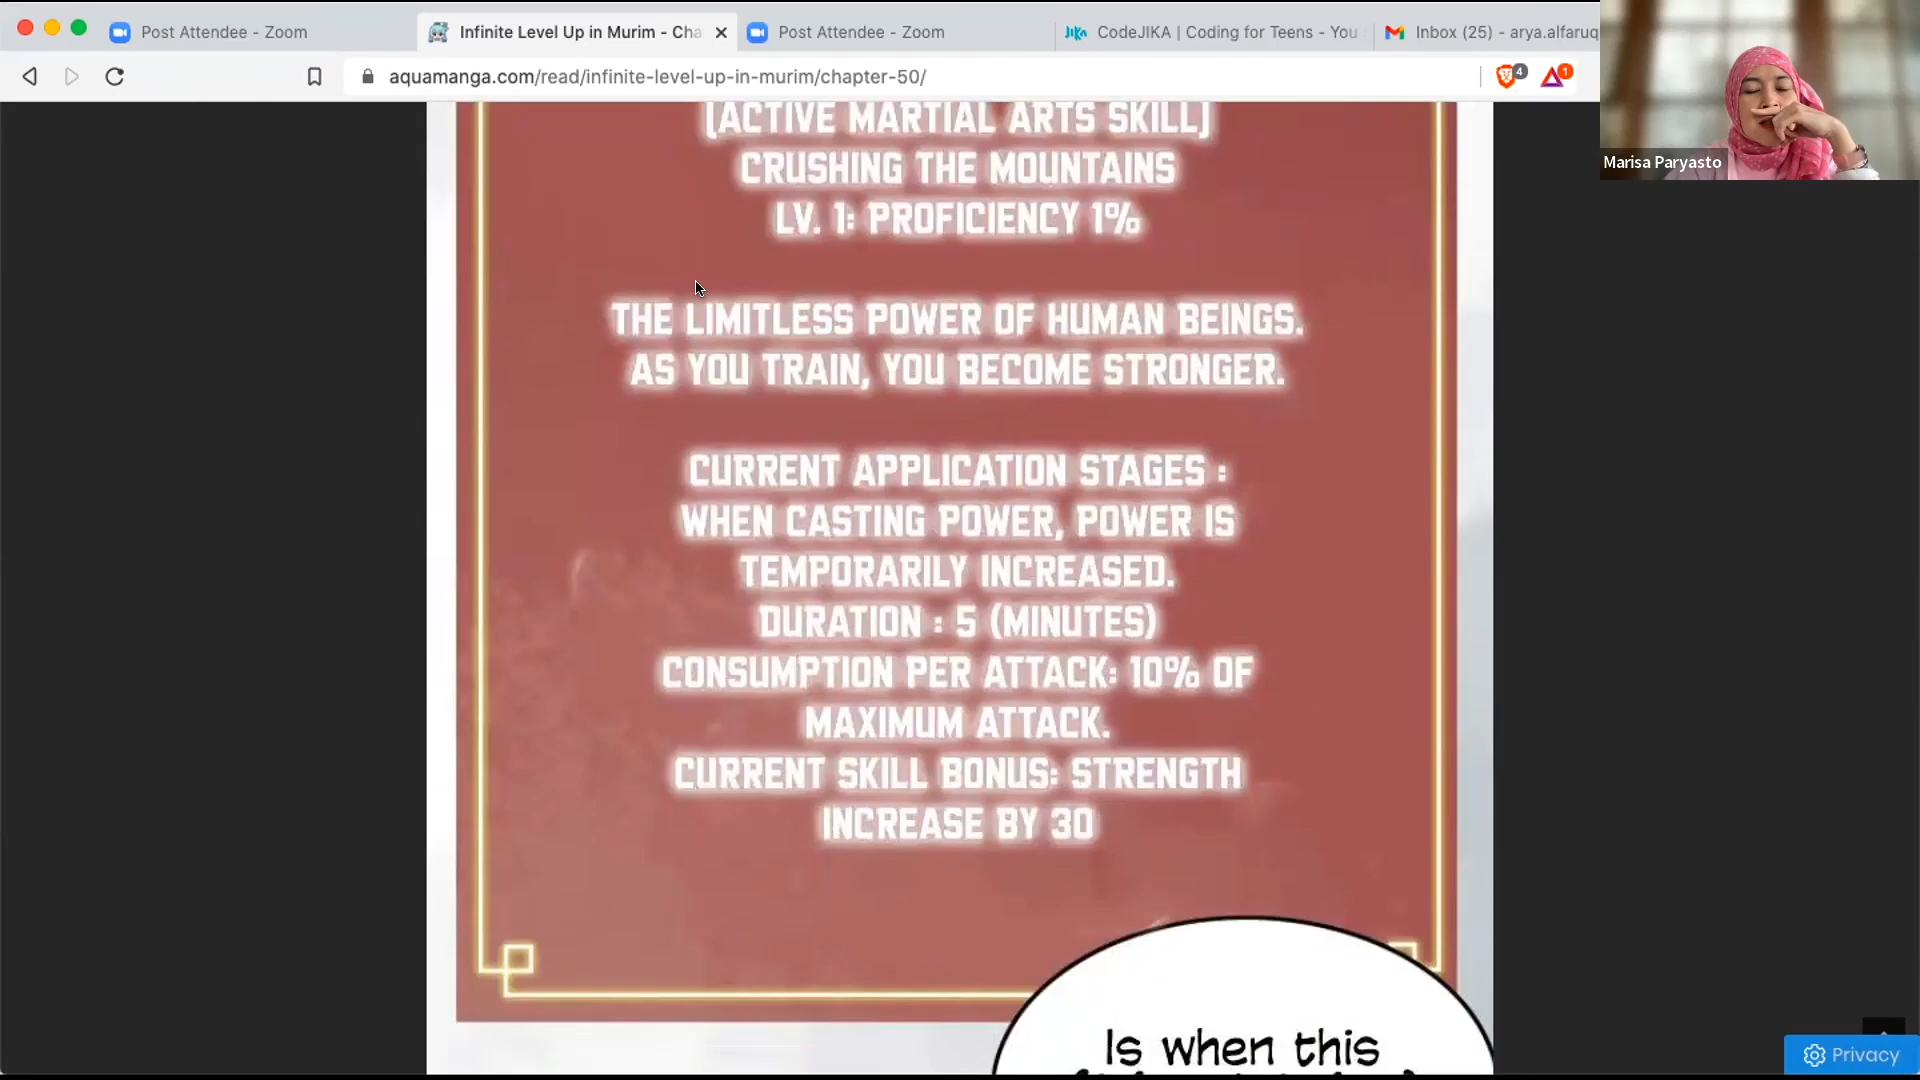 Post Attendee - Zoom
Infinite Level Up in Murim - Cha
Post Attendee - Zoom
CodeJIKA | Coding for Teens - You
Inbox (25) - arya.alfaruq
aquamanga.com/read/infinite-level-up-in-murim/chapter-50/
4
1
Marisa Paryasto
[ACTIVE MARTIAL ARTS SKILL]
CRUSHING THE MOUNTAINS
LV. 1: PROFICIENCY 1%
THE LIMITLESS POWER OF HUMAN BEINGS.
AS YOU TRAIN, YOU BECOME STRONGER.
CURRENT APPLICATION STAGES :
WHEN CASTING POWER, POWER IS
TEMPORARILY INCREASED.
DURATION : 5 (MINUTES)
CONSUMPTION PER ATTACK: 10% OF
MAXIMUM ATTACK.
CURRENT SKILL BONUS: STRENGTH
INCREASE BY 30
Is when this
Privacy